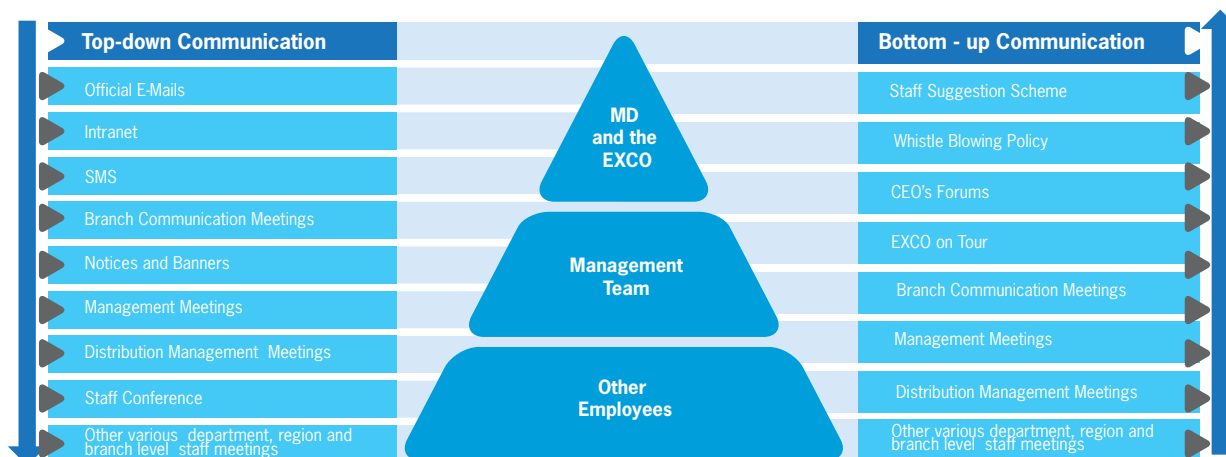 Top-down Communication
Official E-Mails
Intranet
SMS
Branch Communication Meetings
Notices and Banners
Management Meetings
Distribution Management  Meetings
Staff Conference
Other various  department, region and
branch level  staff meetings
MD
and the
EXCO
Management
Team
Other
Employees
Bottom - up Communication
Staff Suggestion Scheme
Whistle Blowing Policy
CEO's Forums
EXCO on Tour
Branch Communication Meetings
Management Meetings
Distribution Management Meetings
Other various  department, region and
branch level  staff meetings